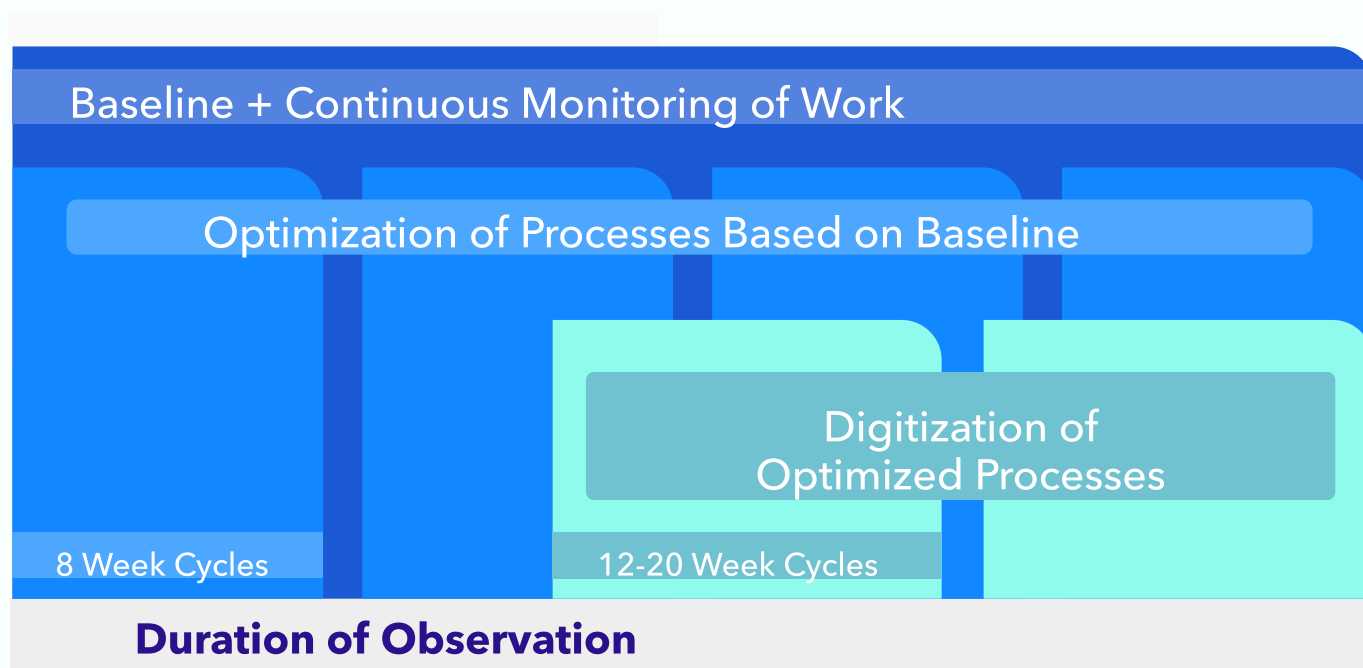 Baseline + Continuous Monitoring of Work
Optimization of Processes Based on Baseline
Digitization of
Optimized Processes
8 Week Cycles
12-20 Week Cycles
Duration of Observation